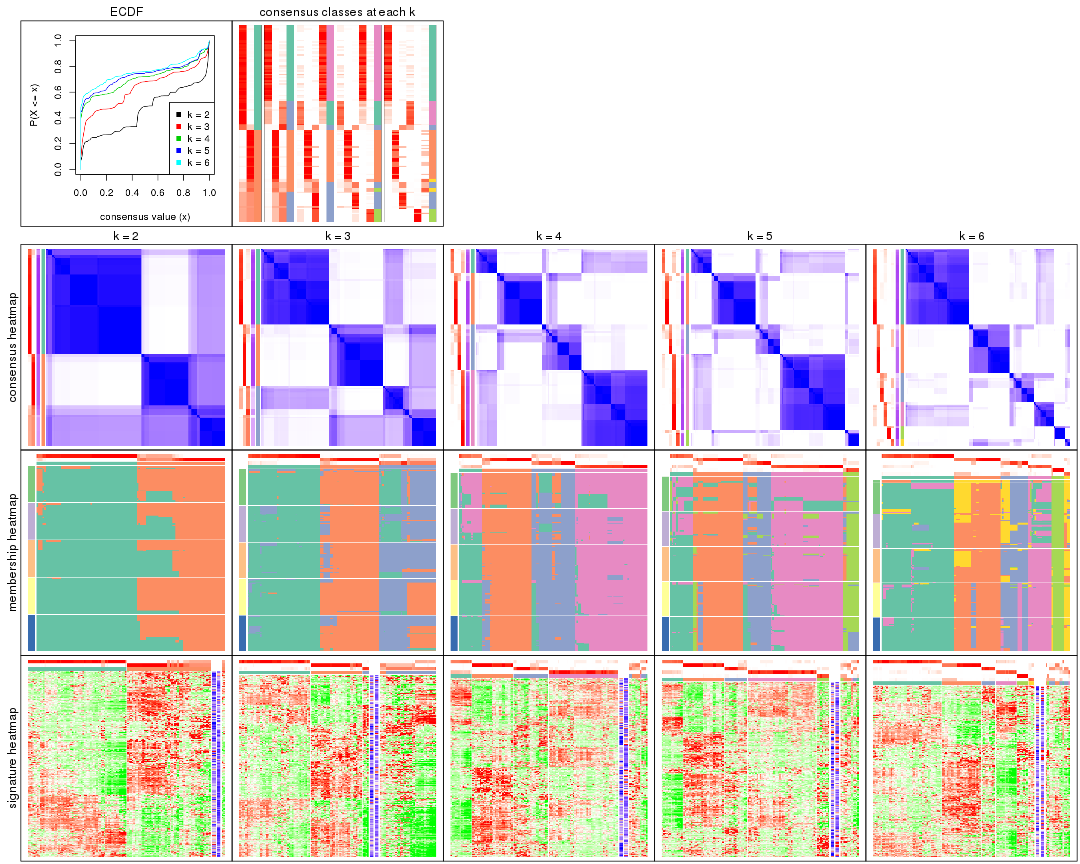 ECDF
consensus classes at each k
P(X <= x)
0.0 0.2 0.4 0.6 0.8 1.0
k = 2
k = 3
k = 4
k = 5
k = 6
0.0 0.2 0.4 0.6 0.8 1.0
consensus value (x)
k = 2 k = 3 k = 4 k = 5 k = 6
consensus heatmap
membership heatmap
signature heatmap